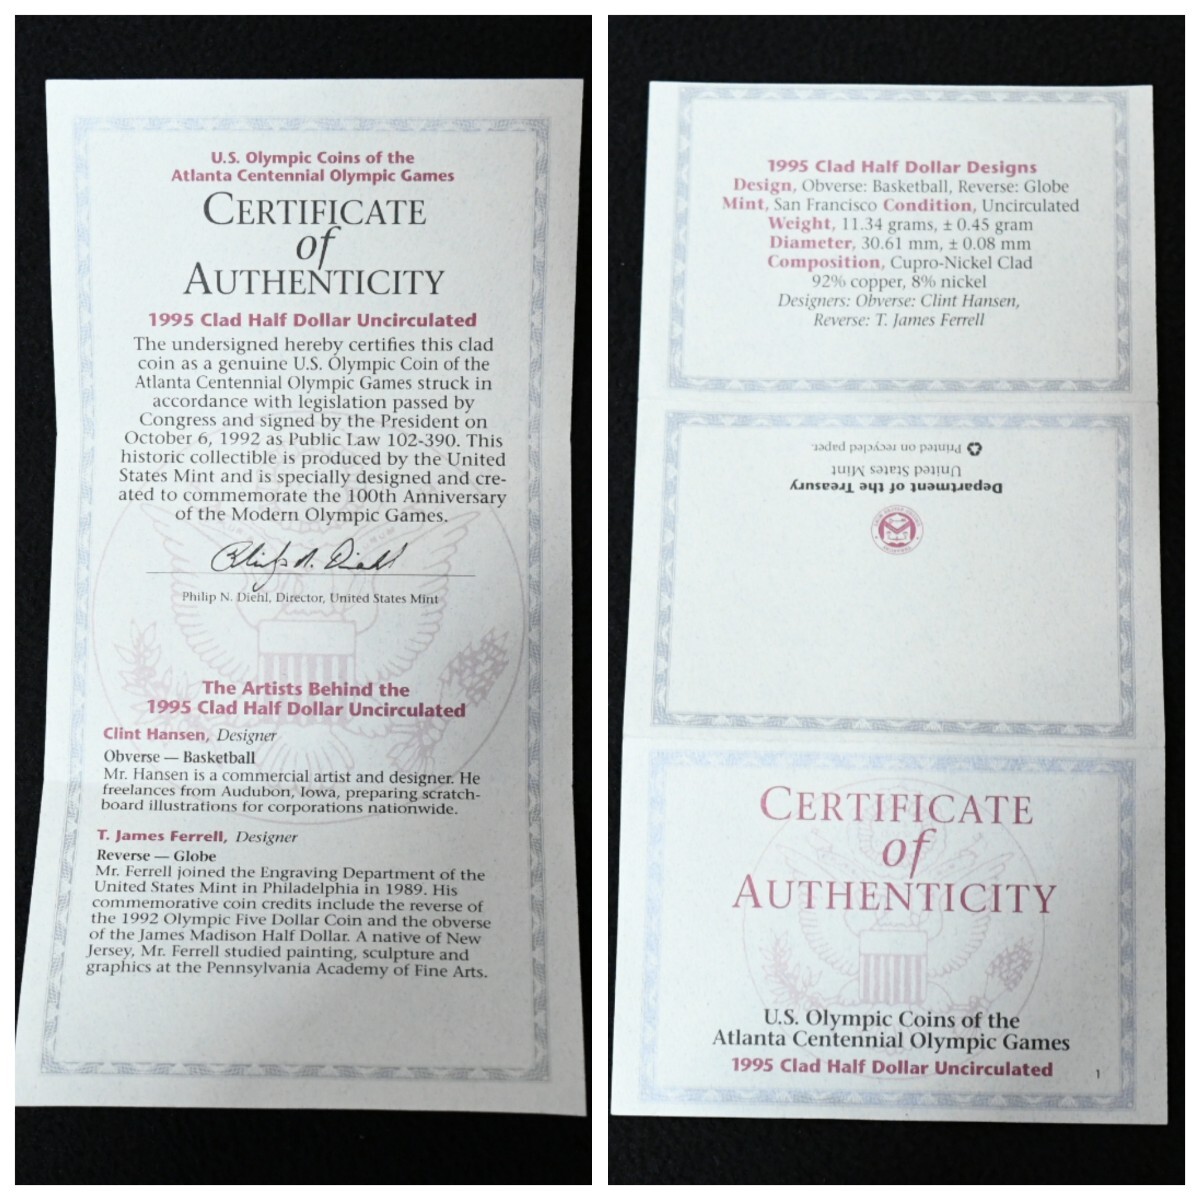 U.S. Olympic Coins of the
Atlanta Centennial Olympic Games
CERTIFICATE
of
AUTHENTICITY
1995 Clad Half Dollar Uncirculated
The undersigned hereby certifies this clad
coin as a genuine U.S. Olympic Coin of the
Atlanta Centennial Olympic Games struck in
accordance with legislation passed by
Congress and signed by the President on
October 6, 1992 as Public Law 102-390. This
historic collectible is produced by the United
States Mint and is specially designed and cre-
ated to commemorate the 100th Anniversary
of the Modern Olympic Games.
Philip N. Diehl
Philip N. Diehl, Director, United States Mint
The Artists Behind the
1995 Clad Half Dollar Uncirculated
Clint Hansen, Designer
Obverse — Basketball
Mr. Hansen is a commercial artist and designer. He
freelances from Audubon, Iowa, preparing scratch-
board illustrations for corporations nationwide.
T. James Ferrell, Designer
Reverse — Globe
Mr. Ferrell joined the Engraving Department of the
United States Mint in Philadelphia in 1989. His
commemorative coin credits include the reverse of
the 1992 Olympic Five Dollar Coin and the obverse
of the James Madison Half Dollar. A native of New
Jersey, Mr. Ferrell studied painting, sculpture and
graphics at the Pennsylvania Academy of Fine Arts.
1995 Clad Half Dollar Designs
Design, Obverse: Basketball, Reverse: Globe
Mint, San Francisco Condition, Uncirculated
Weight, 11.34 grams, ± 0.45 gram
Diameter, 30.61 mm, ± 0.08 mm
Composition, Cupro-Nickel Clad
92% copper, 8% nickel
Designers: Obverse: Clint Hansen,
Reverse: T. James Ferrell
Department of the Treasury
United States Mint
Printed on recycled paper.
CERTIFICATE
of
AUTHENTICITY
U.S. Olympic Coins of the
Atlanta Centennial Olympic Games
1995 Clad Half Dollar Uncirculated
1